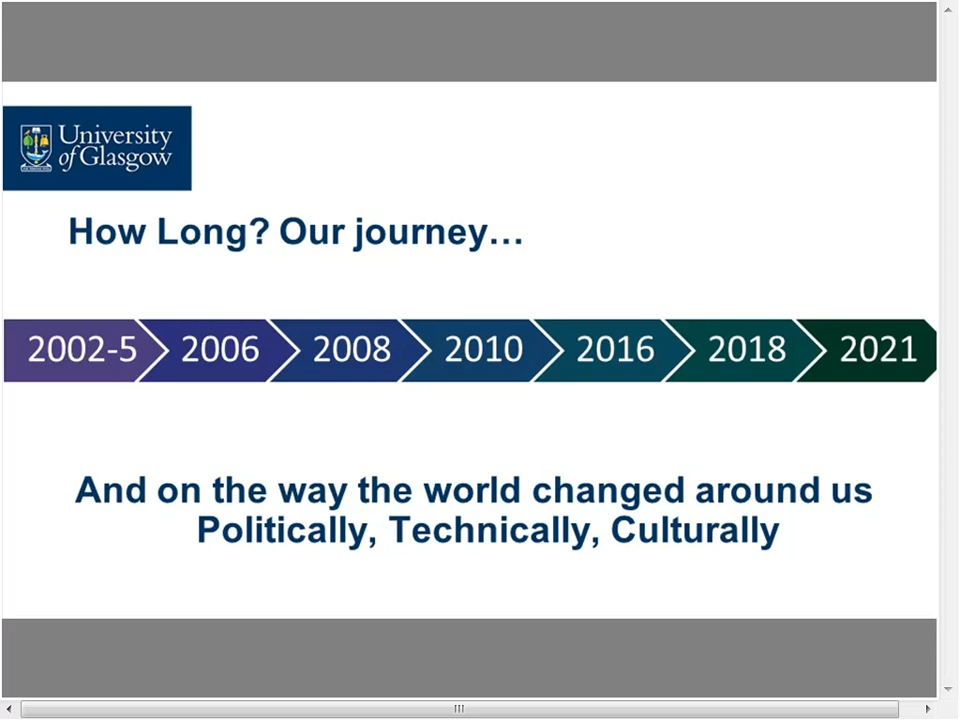 University
of Glasgow
How Long? Our journey…
2002-5 2006 2008 2010 2016 2018 2021
And on the way the world changed around us
Politically, Technically, Culturally